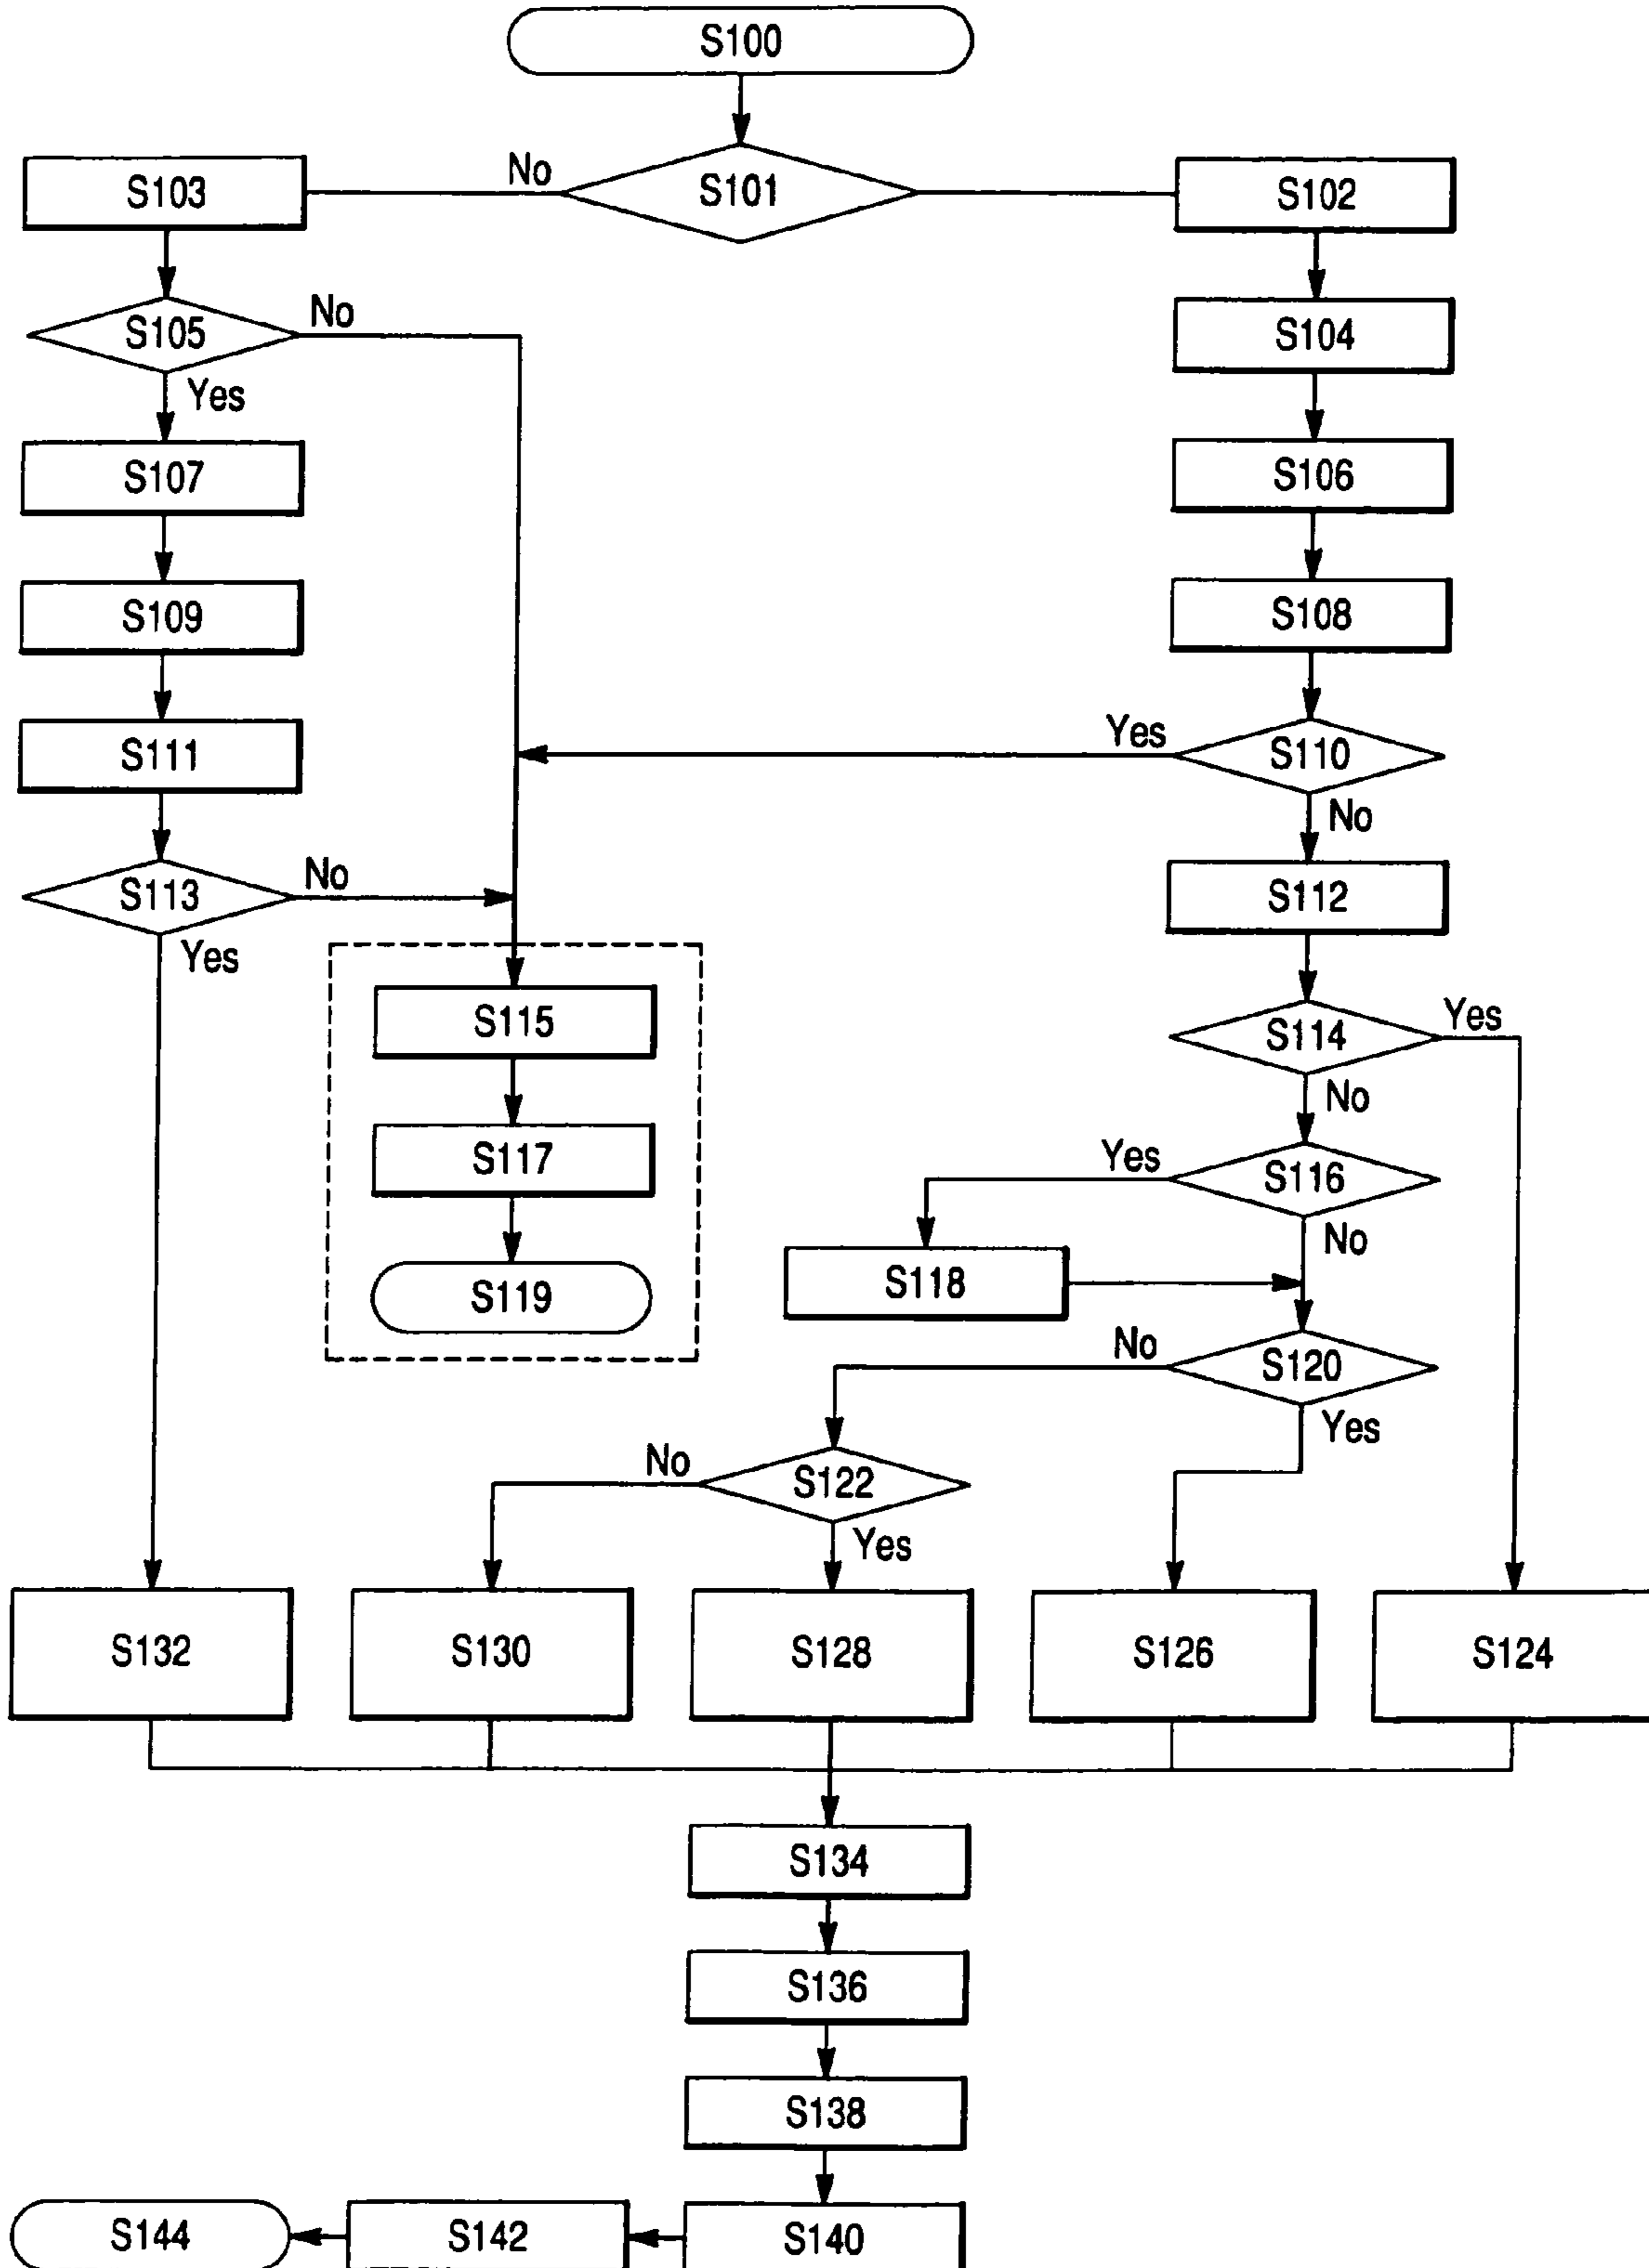 S100
No
S103
S101
S102
S105
No
S104
Yes
S107
S106
S109
S108
S111
Yes
S110
No
S113
No
S112
Yes
S115
S114
Yes
No
S117
Yes
S116
No
S118
S119
No
S120
Yes
No
S122
Yes
S132
S130
S128
S126
S124
S134
S136
S138
S144
S142
S140